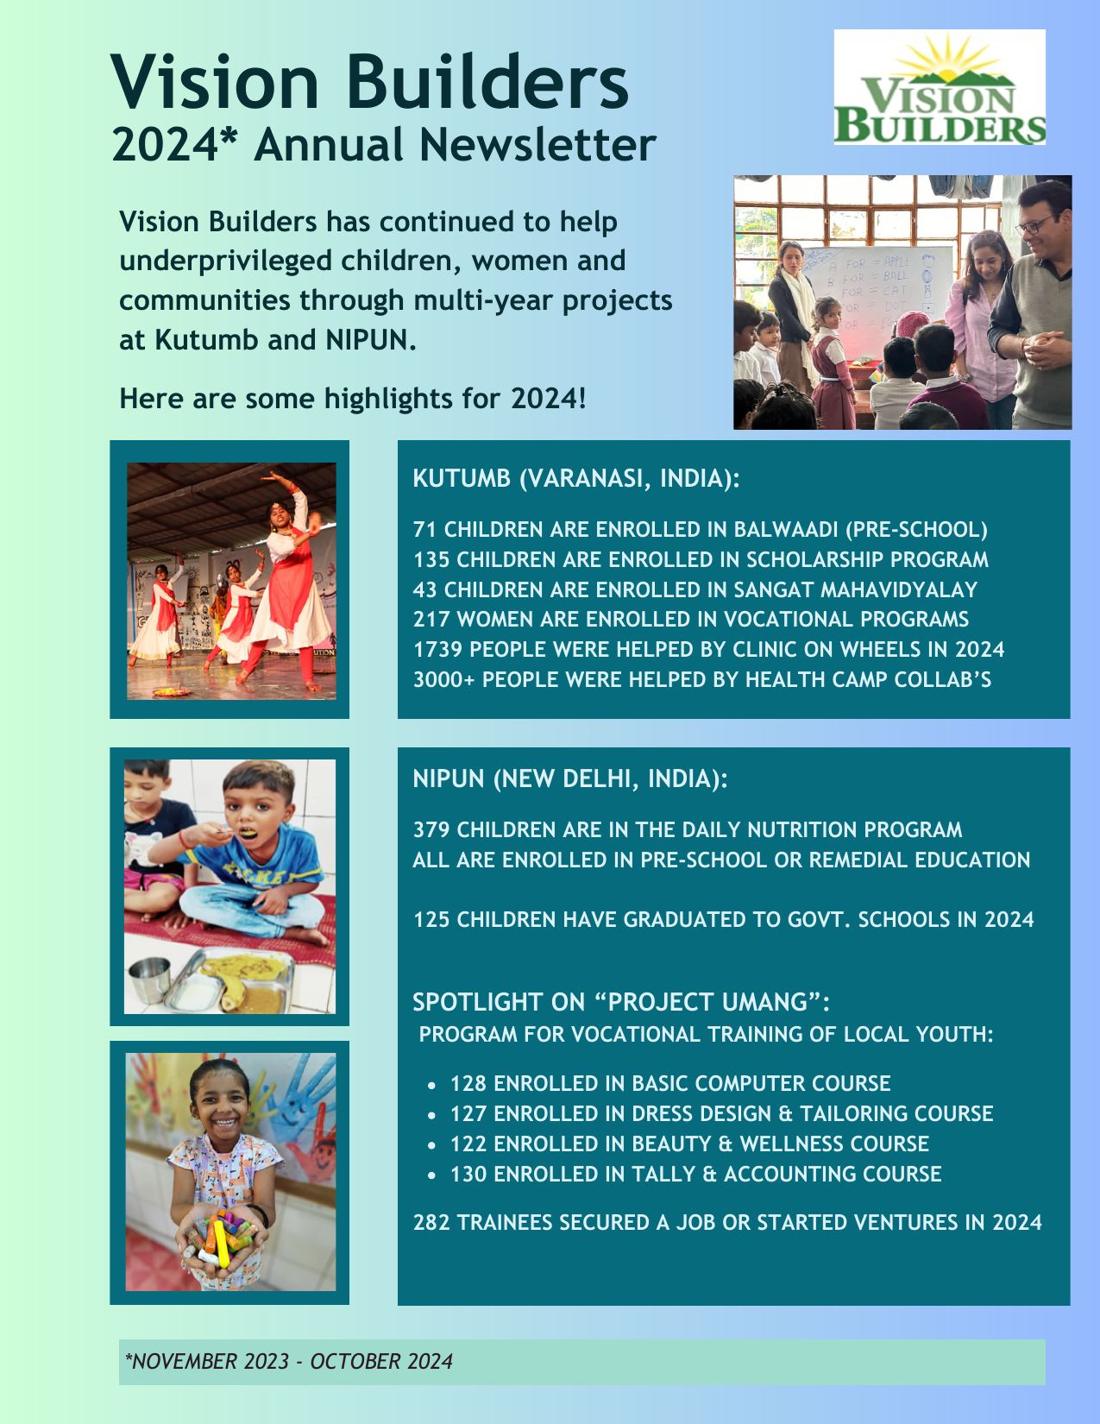 Vision Builders
2024* Annual Newsletter
VISION
BUILDERS
Vision Builders has continued to help
underprivileged children, women and
communities through multi-year projects
at Kutumb and NIPUN.
Here are some highlights for 2024!
A FOR = APPLE
B FOR = BALL
FOR = CAT
FOR =
KUTUMB (VARANASI, INDIA):
71 CHILDREN ARE ENROLLED IN BALWAADI (PRE-SCHOOL)
135 CHILDREN ARE ENROLLED IN SCHOLARSHIP PROGRAM
43 CHILDREN ARE ENROLLED IN SANGAT MAHAVIDYALAY
217 WOMEN ARE ENROLLED IN VOCATIONAL PROGRAMS
1739 PEOPLE WERE HELPED BY CLINIC ON WHEELS IN 2024
3000+ PEOPLE WERE HELPED BY HEALTH CAMP COLLAB'S
NIPUN (NEW DELHI, INDIA):
379 CHILDREN ARE IN THE DAILY NUTRITION PROGRAM
ALL ARE ENROLLED IN PRE-SCHOOL OR REMEDIAL EDUCATION
125 CHILDREN HAVE GRADUATED TO GOVT. SCHOOLS IN 2024
SPOTLIGHT ON “PROJECT UMANG”:
PROGRAM FOR VOCATIONAL TRAINING OF LOCAL YOUTH:
• 128 ENROLLED IN BASIC COMPUTER COURSE
• 127 ENROLLED IN DRESS DESIGN & TAILORING COURSE
• 122 ENROLLED IN BEAUTY & WELLNESS COURSE
• 130 ENROLLED IN TALLY & ACCOUNTING COURSE
282 TRAINEES SECURED A JOB OR STARTED VENTURES IN 2024
*NOVEMBER 2023 - OCTOBER 2024